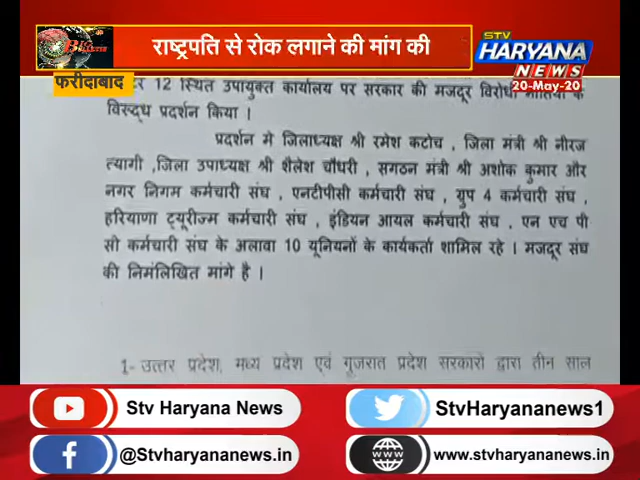 राष्ट्रपति से रोक लगाने की मांग की
STV
HARYANA
NEWS
20-May-20
फरीदाबाद
12 स्थित उपायुक्त कार्यालय पर सरकार की मजदूर विरोधी
विरुद्ध प्रदर्शन किया ।
प्रदर्शन मे जिलाध्यक्ष श्री रमेश कटोच , जिला मंत्री श्री नीरज
त्यागी ,जिला उपाध्यक्ष श्री शैलेश चौधरी , सगठन मंत्री श्री अशोक कुमार और
नगर निगम कर्मचारी संघ , एनटीपीसी कर्मचारी संघ , ग्रुप 4 कर्मचारी संघ ,
हरियाणा ट्यूरीज्म कर्मचारी संघ , इंडियन आयल कर्मचारी संघ , एन एच पी
सी कर्मचारी संघ के अलावा 10 यूनियनों के कार्यकर्ता शामिल रहे । मजदूर संघ
की निमंलिखित मांगे है ।
1- उत्तर प्रदेश, मध्य प्रदेश एवं गुजरात प्रदेश सरकारों द्वारा तीन साल
Stv Haryana News
StvHaryananews1
@Stvharyananews.in
www.stvharyananews.in